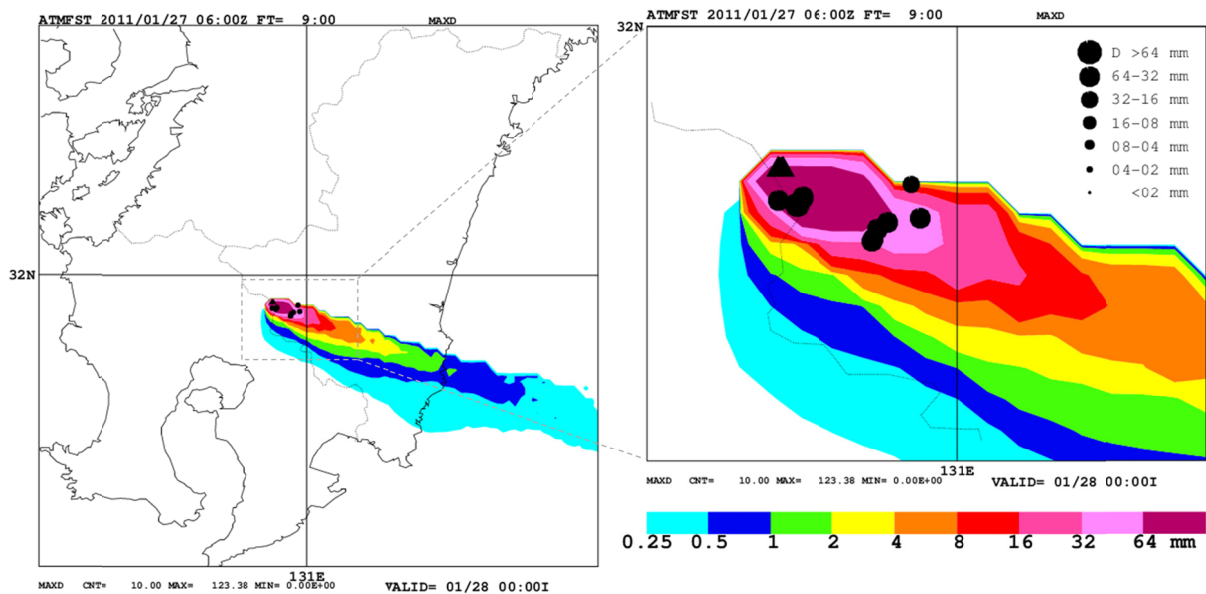 ATMFST 2011/01/27 06:00Z FT= 9:00 MAXD
32N
131E
MAXD CNT= 10.00 MAX= 123.38 MIN= 0.00E+00 VALID= 01/28 00:00I
ATMFST 2011/01/27 06:00Z FT= 9:00 MAXD
32N
D >64 mm
64-32 mm
32-16 mm
16-08 mm
08-04 mm
04-02 mm
<02 mm
131E
MAXD CNT= 10.00 MAX= 123.38 MIN= 0.00E+00 VALID= 01/28 00:00I
0.25 0.5 1 2 4 8 16 32 64 mm